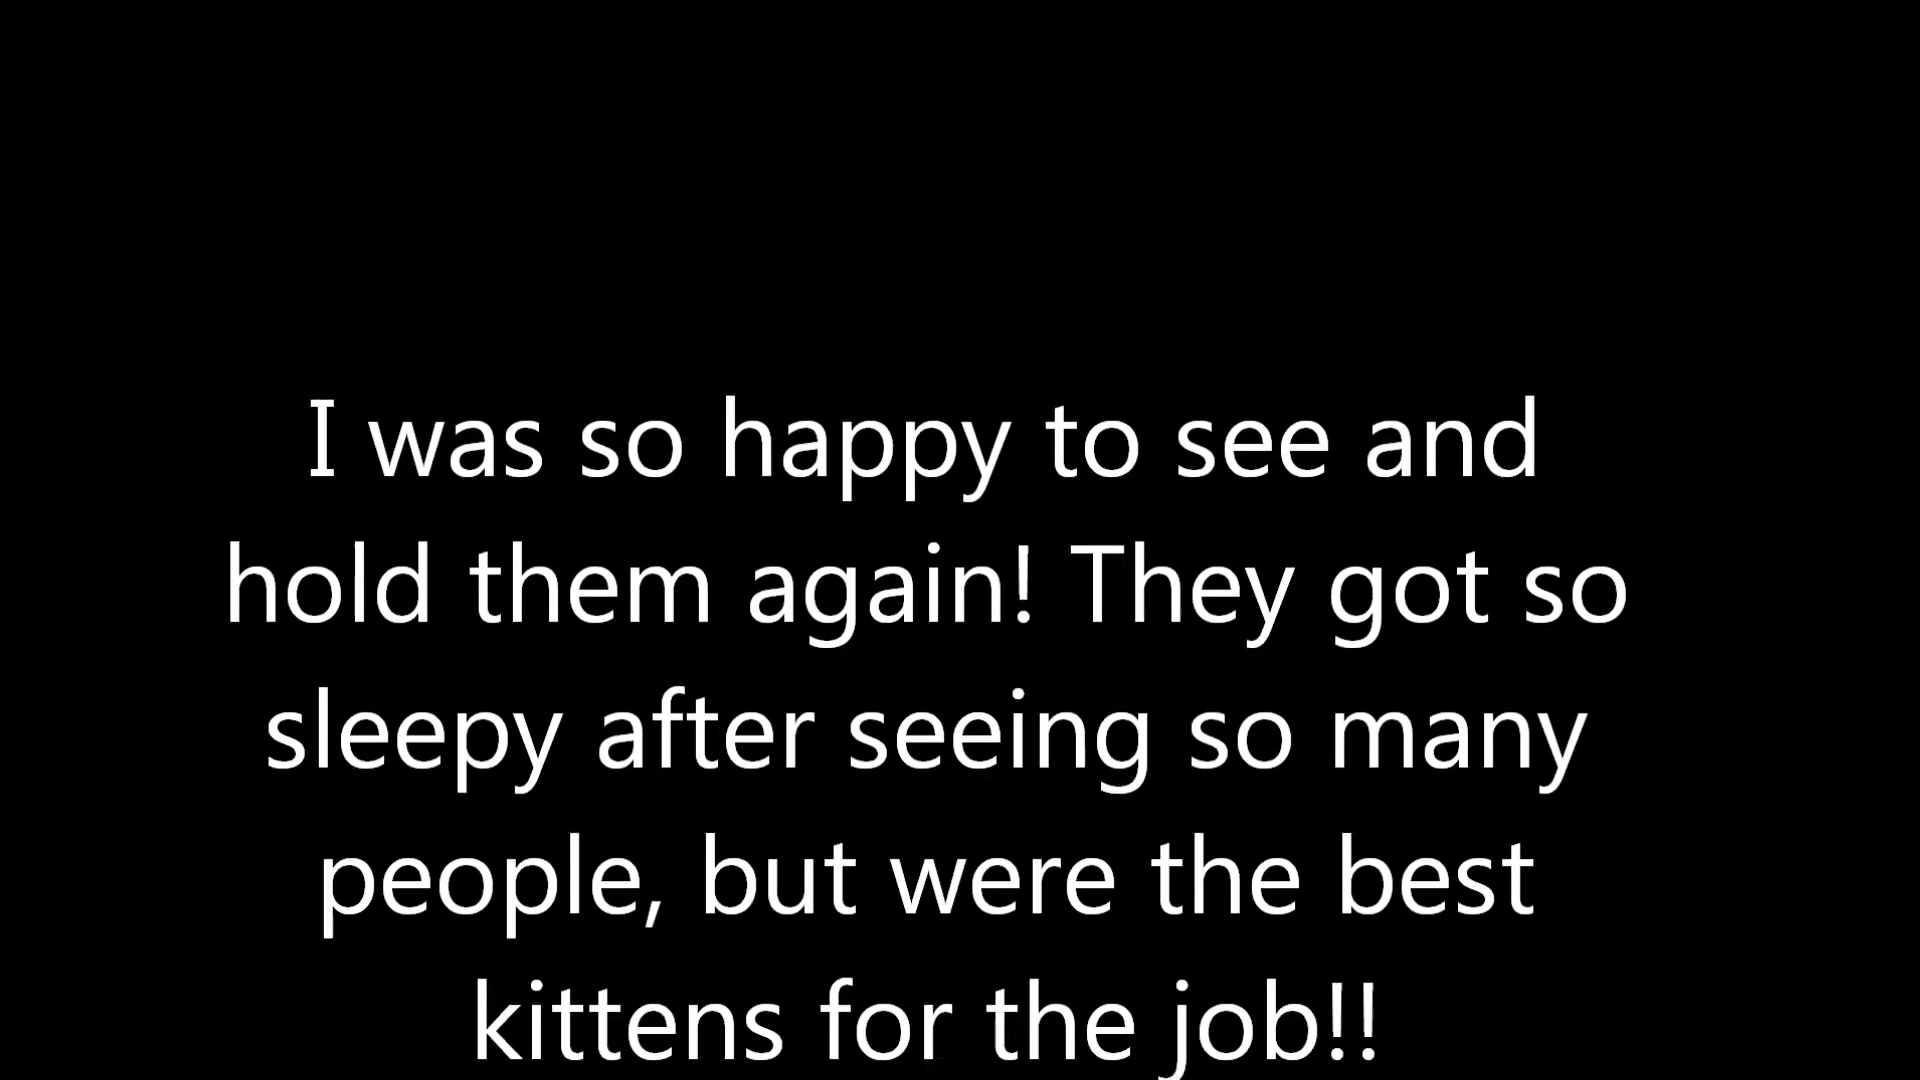 I was so happy to see and
hold them again! They got so
sleepy after seeing so many
people, but were the best
kittens for the job!!